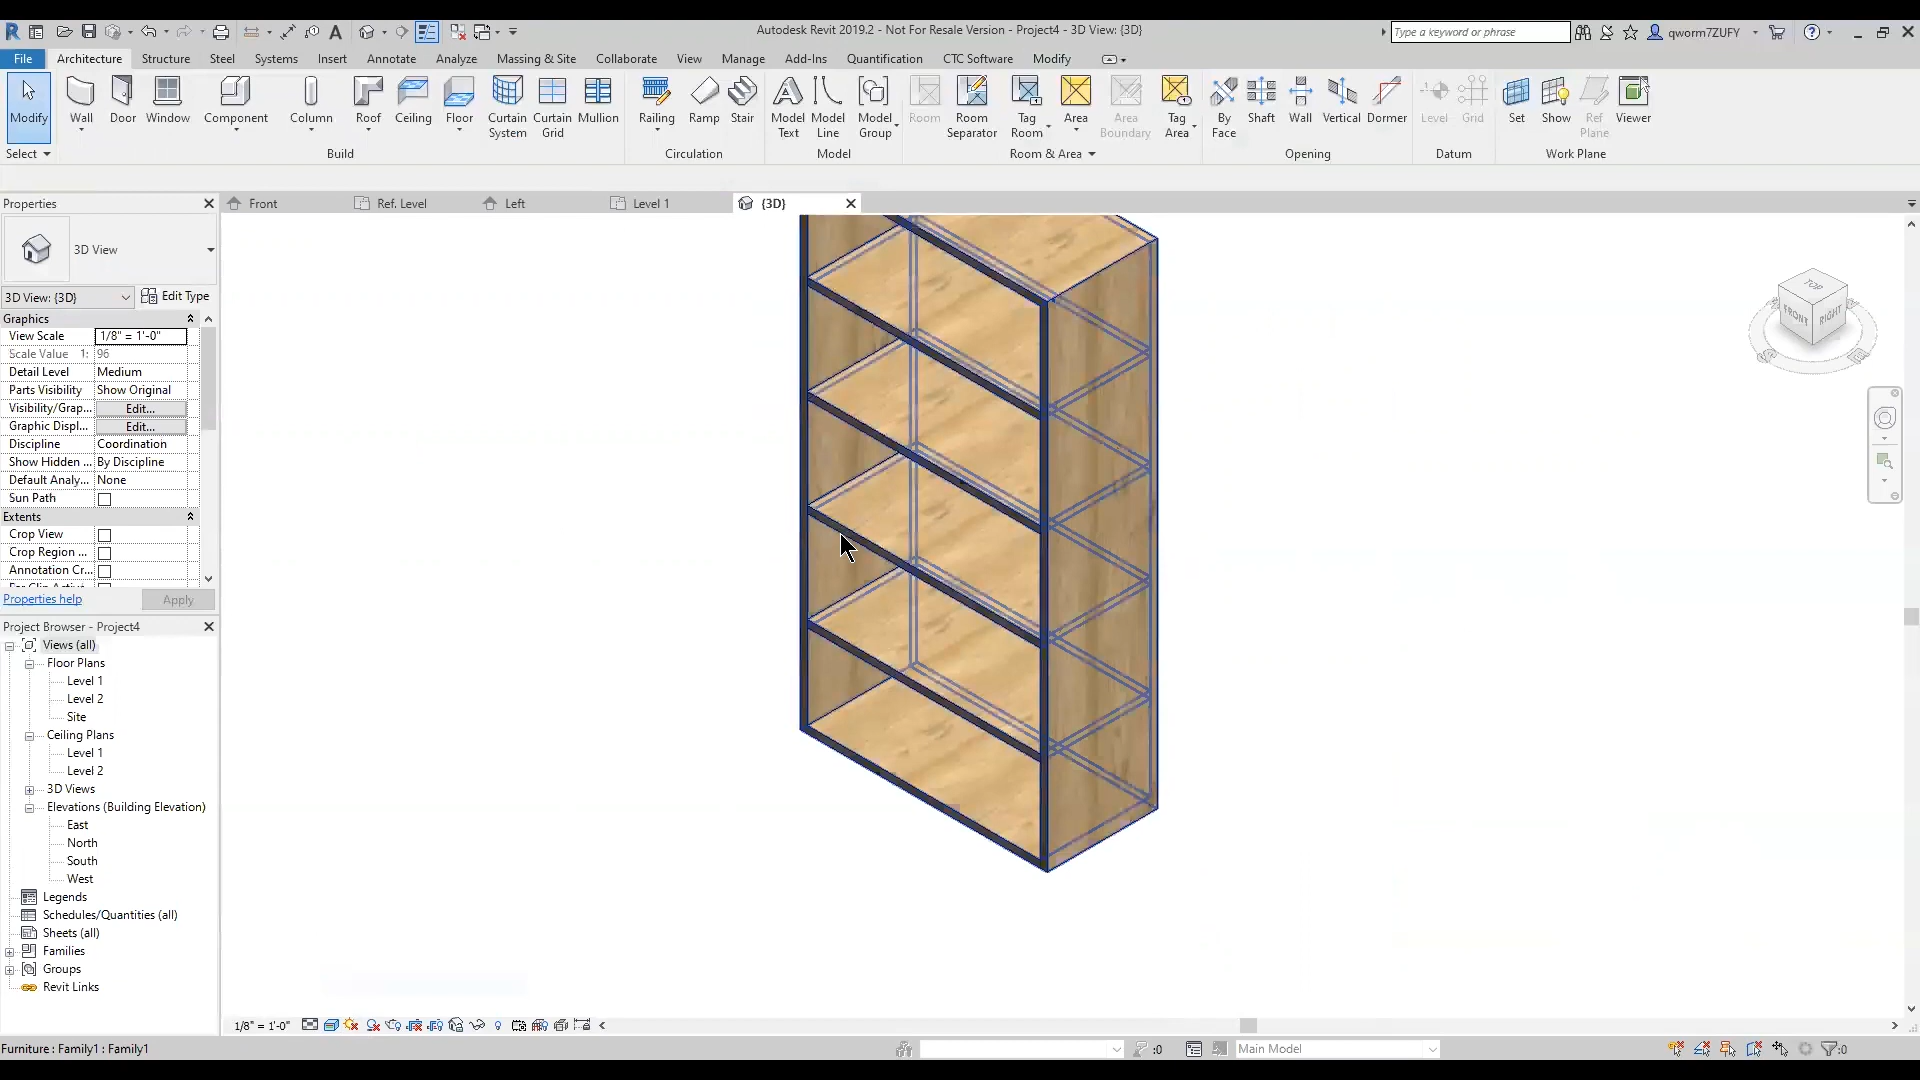 Autodesk Revit 2019.2 - Not For Resale Version - Project4 - 3D View: {3D}
Type a keyword or phrase
qworm7ZUFY
File Architecture Structure Steel Systems Insert Annotate Analyze Massing & Site Collaborate View Manage Add-Ins Quantification CTC Software Modify
Modify Wall Door Window Component Column Roof Ceiling Floor Curtain System Curtain Grid Mullion Railing Ramp Stair Model Text Model Line Model Group Room Room Separator Tag Room Area Area Boundary Tag Area By Face Shaft Wall Vertical Dormer Level Grid Set Show Ref Plane Viewer
Select Build Circulation Model Room & Area Opening Datum Work Plane
Properties
Front Ref. Level Left Level 1 {3D}
3D View
3D View: {3D} Edit Type
Graphics
View Scale 1/8" = 1'-0"
Scale Value 1: 96
Detail Level Medium
Parts Visibility Show Original
Visibility/Grap... Edit...
Graphic Displ... Edit...
Discipline Coordination
Show Hidden ... By Discipline
Default Analy... None
Sun Path
Extents
Crop View
Crop Region ...
Annotation Cr...
Properties help Apply
Project Browser - Project4
Views (all)
Floor Plans
Level 1
Level 2
Site
Ceiling Plans
Level 1
Level 2
3D Views
Elevations (Building Elevation)
East
North
South
West
Legends
Schedules/Quantities (all)
Sheets (all)
Families
Groups
Revit Links
TOP
FRONT
RIGHT
1/8" = 1'-0"
Furniture : Family1 : Family1
:0
Main Model
:0